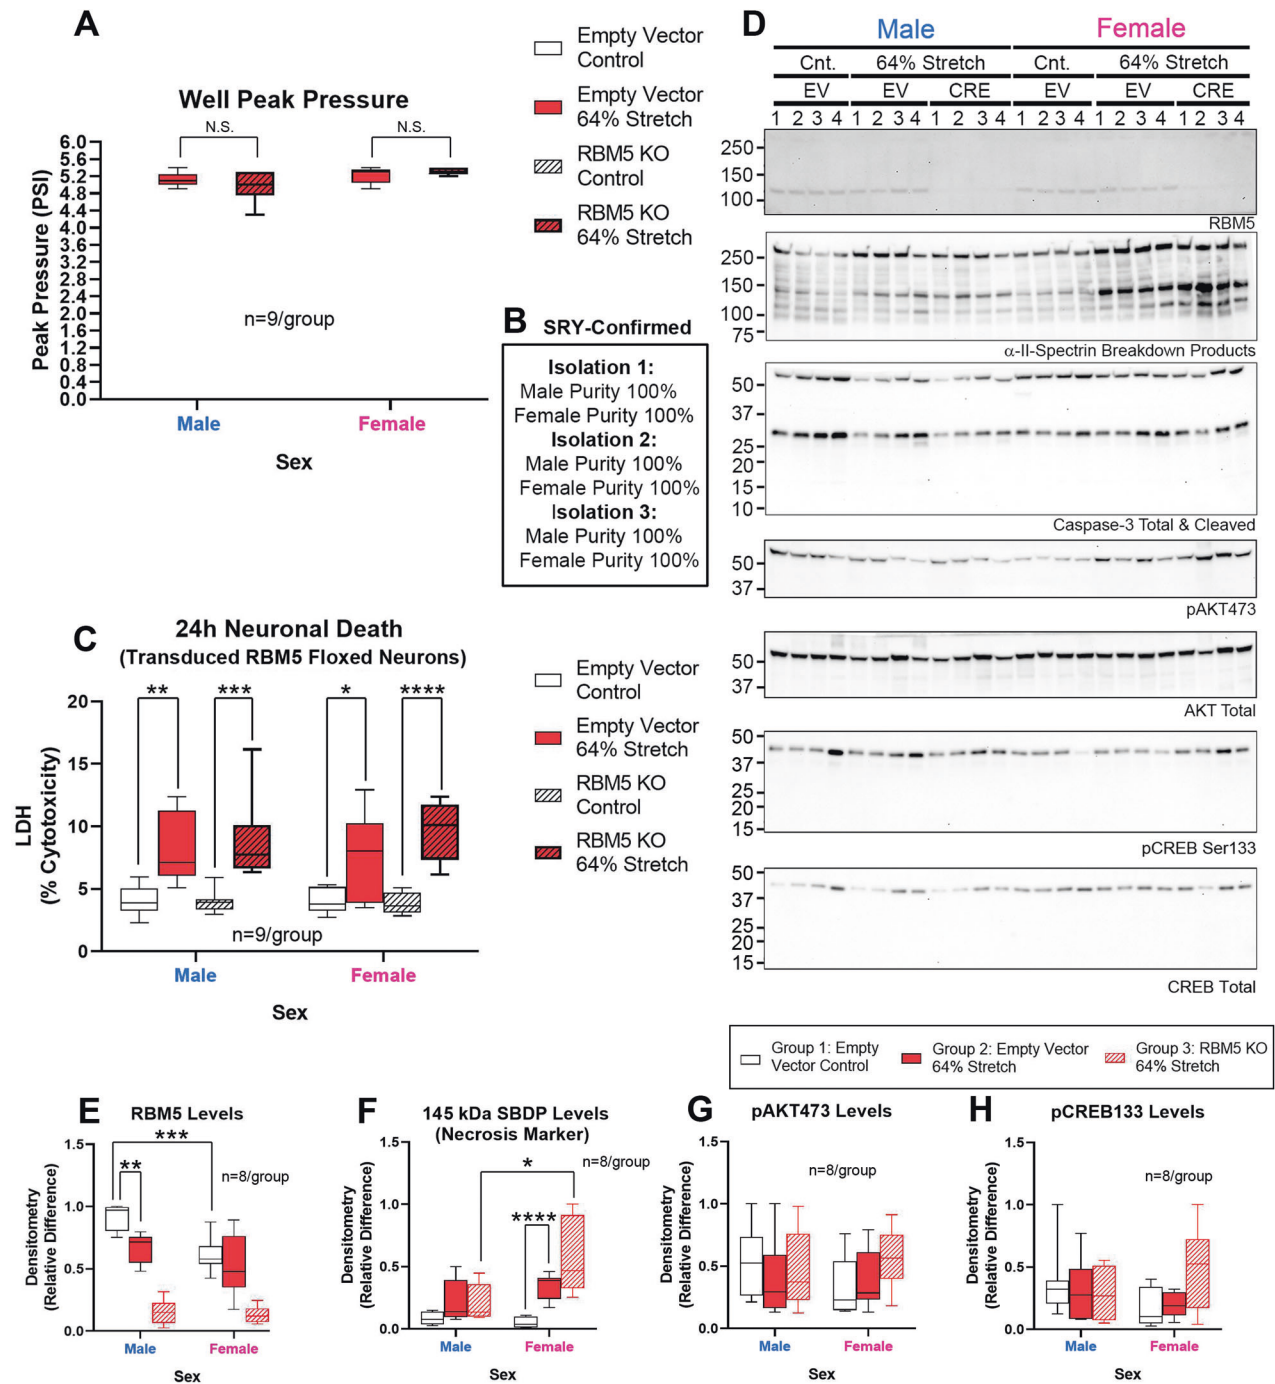 A
Well Peak Pressure
N.S.
N.S.
6.0
5.6
5.2
4.8
4.4
4.0
3.6
3.2
2.8
2.4
2.0
1.6
1.2
0.8
0.4
0.0
Peak Pressure (PSI)
n=9/group
Male
Female
Sex
Empty Vector
Control
Empty Vector
64% Stretch
RBM5 KO
Control
RBM5 KO
64% Stretch
B
SRY-Confirmed
Isolation 1:
Male Purity 100%
Female Purity 100%
Isolation 2:
Male Purity 100%
Female Purity 100%
Isolation 3:
Male Purity 100%
Female Purity 100%
C
24h Neuronal Death
(Transduced RBM5 Floxed Neurons)
** *** * ****
20
15
10
5
0
LDH
(% Cytotoxicity)
n=9/group
Male
Female
Sex
Empty Vector
Control
Empty Vector
64% Stretch
RBM5 KO
Control
RBM5 KO
64% Stretch
D
Male
Female
Cnt. 64% Stretch Cnt. 64% Stretch
EV EV CRE EV EV CRE
1 2 3 4 1 2 3 4 1 2 3 4 1 2 3 4 1 2 3 4 1 2 3 4
250
150
100
RBM5
250
150
100
75
α-II-Spectrin Breakdown Products
50
37
25
20
15
10
Caspase-3 Total & Cleaved
50
37
pAKT473
50
37
AKT Total
50
37
25
20
15
pCREB Ser133
50
37
25
20
15
CREB Total
Group 1: Empty
Vector Control
Group 2: Empty Vector
64% Stretch
Group 3: RBM5 KO
64% Stretch
E
RBM5 Levels
***
**
n=8/group
1.5
1.0
0.5
0.0
Densitometry
(Relative Difference)
Male
Female
Sex
F
145 kDa SBDP Levels
(Necrosis Marker)
*
****
n=8/group
1.5
1.0
0.5
0.0
Densitometry
(Relative Difference)
Male
Female
Sex
G
pAKT473 Levels
n=8/group
1.5
1.0
0.5
0.0
Densitometry
(Relative Difference)
Male
Female
Sex
H
pCREB133 Levels
n=8/group
1.5
1.0
0.5
0.0
Densitometry
(Relative Difference)
Male
Female
Sex